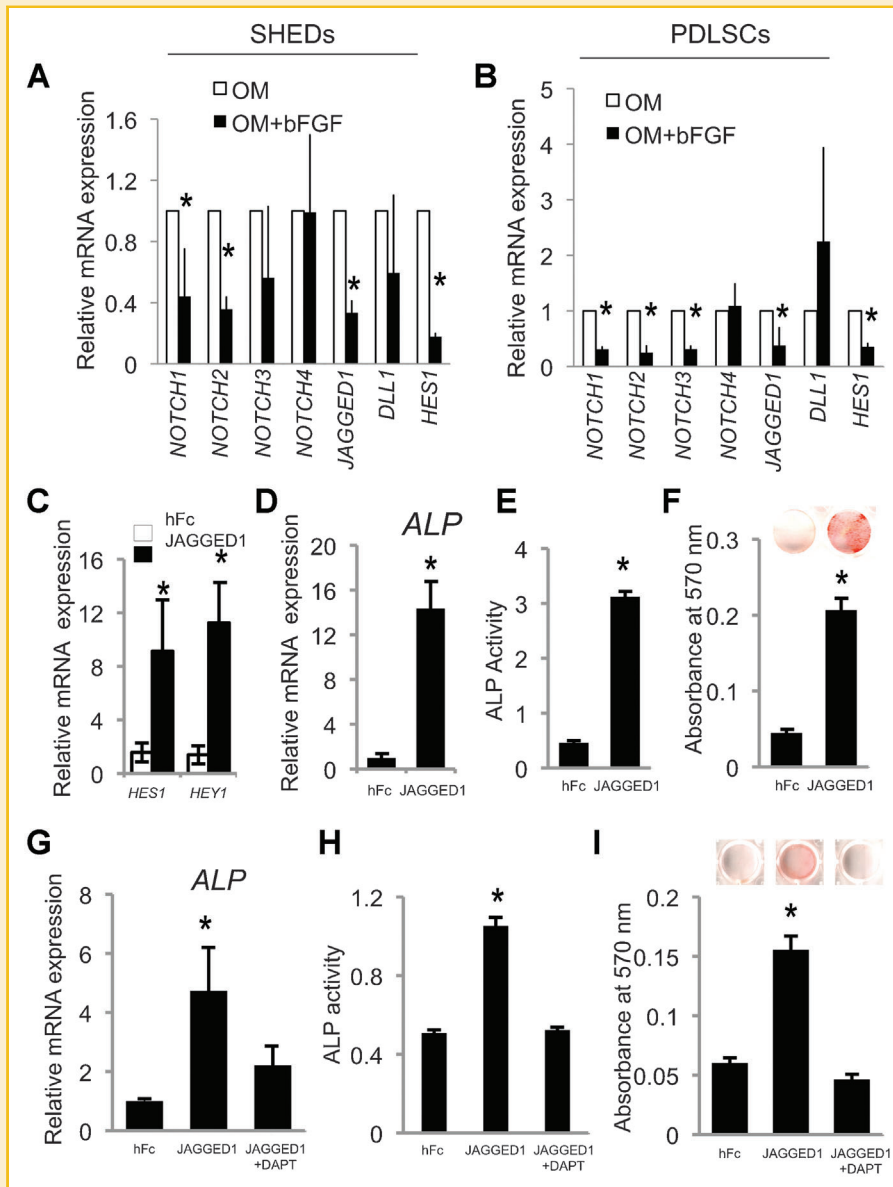 SHEDs
PDLSCs
A
OM
OM+bFGF
Relative mRNA expression
1.6
1.2
0.8
0.4
0
*
*
*
*
NOTCH1
NOTCH2
NOTCH3
NOTCH4
JAGGED1
DLL1
HES1
B
OM
OM+bFGF
Relative mRNA expression
5
4
3
2
1
0
*
*
*
*
*
NOTCH1
NOTCH2
NOTCH3
NOTCH4
JAGGED1
DLL1
HES1
C
hFc
JAGGED1
Relative mRNA expression
16
12
8
4
0
*
*
HES1
HEY1
D
ALP
Relative mRNA expression
20
16
12
8
4
0
*
hFc
JAGGED1
E
ALP Activity
4
3
2
1
0
*
hFc
JAGGED1
F
Absorbance at 570 nm
0.3
0.2
0.1
0
*
hFc
JAGGED1
G
ALP
Relative mRNA expression
8
6
4
2
0
*
hFc
JAGGED1
JAGGED1
+DAPT
H
ALP activity
1.2
0.8
0.4
0
*
hFc
JAGGED1
JAGGED1
+DAPT
I
Absorbance at 570 nm
0.2
0.15
0.1
0.05
0
*
hFc
JAGGED1
JAGGED1
+DAPT